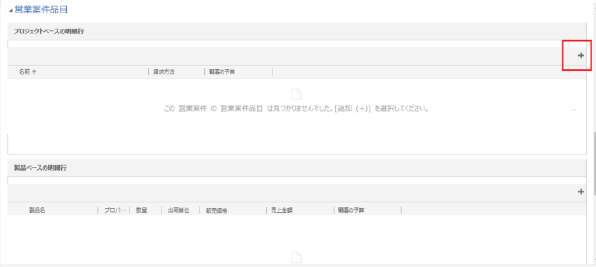 営業案件品目
プロジェクトベースの明細行
+
名前 ↑ 請求方法 顧客の予算
この 営業案件 の 営業案件品目 は見つかりませんでした。[追加 (+)] を選択してください。
製品ベースの明細行
+
製品名 プロパ… 数量 出荷単位 販売価格 売上金額 顧客の予算